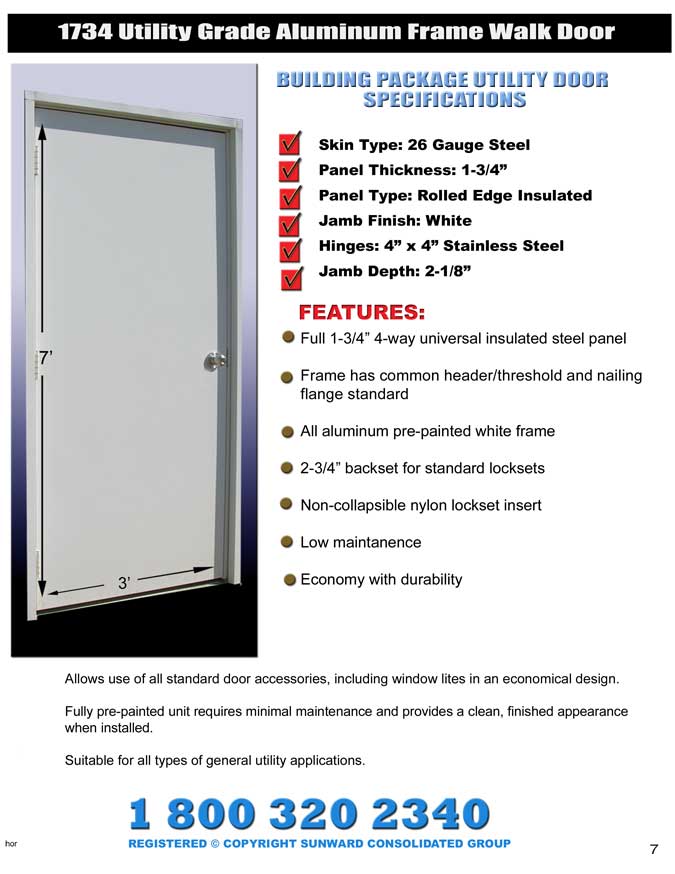 1734 Utility Grade Aluminum Frame Walk Door
BUILDING PACKAGE UTILITY DOOR
SPECIFICATIONS
Skin Type: 26 Gauge Steel
Panel Thickness: 1-3/4”
Panel Type: Rolled Edge Insulated
Jamb Finish: White
Hinges: 4” x 4” Stainless Steel
Jamb Depth: 2-1/8”
FEATURES:
Full 1-3/4” 4-way universal insulated steel panel
Frame has common header/threshold and nailing
flange standard
All aluminum pre-painted white frame
2-3/4” backset for standard locksets
Non-collapsible nylon lockset insert
Low maintanence
Economy with durability
7’
3’
Allows use of all standard door accessories, including window lites in an economical design.
Fully pre-painted unit requires minimal maintenance and provides a clean, finished appearance
when installed.
Suitable for all types of general utility applications.
1 800 320 2340
REGISTERED © COPYRIGHT SUNWARD CONSOLIDATED GROUP
hor
7